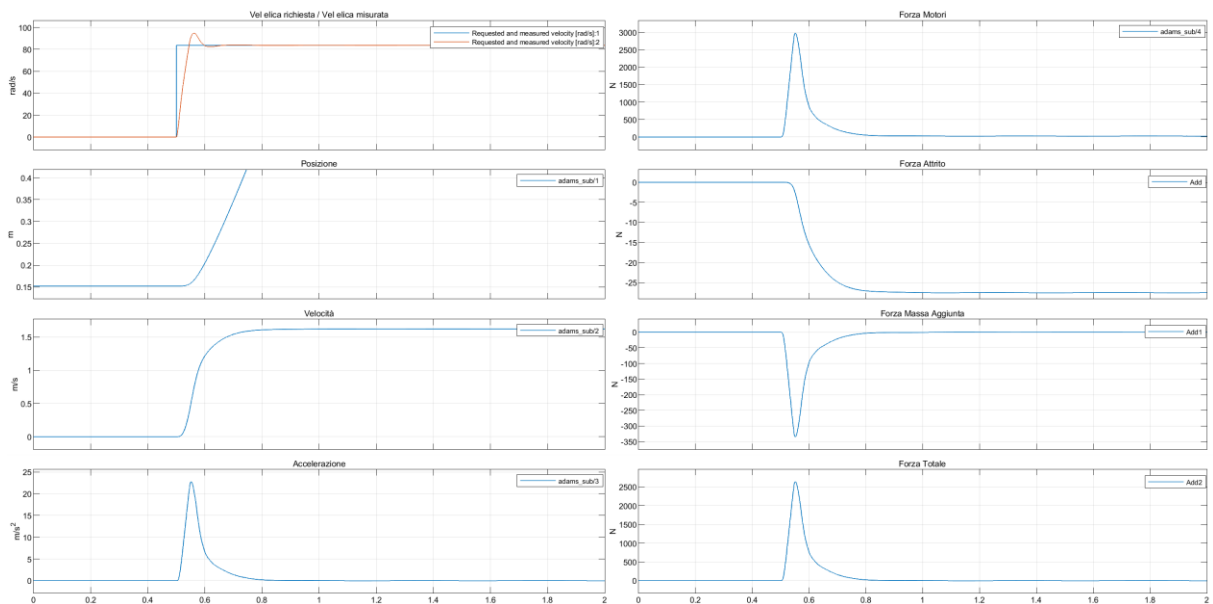 Vel elica richiesta / Vel elica misurata
100
80
60
40
20
0
rad/s
Requested and measured velocity [rad/s]:1
Requested and measured velocity [rad/s]:2
Posizione
0.4
0.35
0.3
0.25
0.2
0.15
m
adams_sub/1
Velocità
1.5
1
0.5
0
m/s
adams_sub/2
Accelerazione
25
20
15
10
5
0
m/s²
adams_sub/3
0 0.2 0.4 0.6 0.8 1 1.2 1.4 1.6 1.8 2
Forza Motori
3000
2500
2000
1500
1000
500
0
N
adams_sub/4
Forza Attrito
0
-5
-10
-15
-20
-25
N
Add
Forza Massa Aggiunta
0
-50
-100
-150
-200
-250
-300
-350
N
Add1
Forza Totale
2500
2000
1500
1000
500
0
N
Add2
0 0.2 0.4 0.6 0.8 1 1.2 1.4 1.6 1.8 2